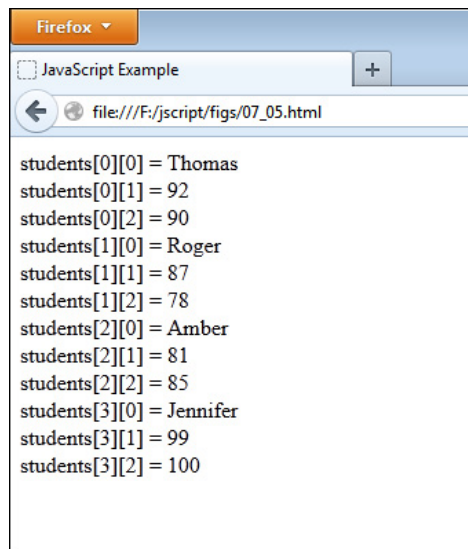 Firefox
JavaScript Example
file:///F:/jscript/figs/07_05.html
students[0][0] = Thomas
students[0][1] = 92
students[0][2] = 90
students[1][0] = Roger
students[1][1] = 87
students[1][2] = 78
students[2][0] = Amber
students[2][1] = 81
students[2][2] = 85
students[3][0] = Jennifer
students[3][1] = 99
students[3][2] = 100